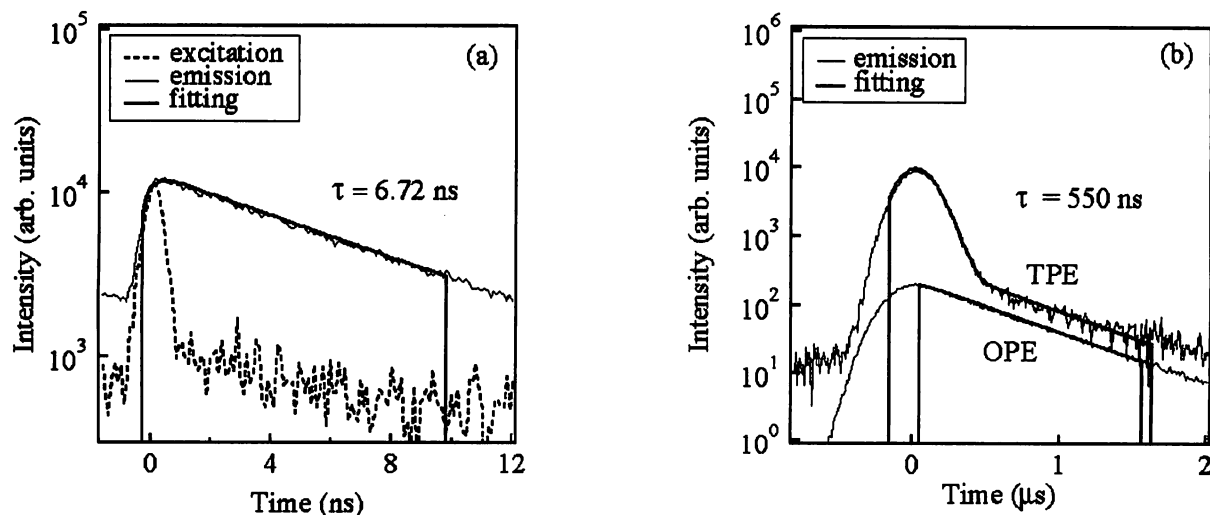 (a)
excitation
emission
fitting
τ = 6.72 ns
Intensity (arb. units)
10^5
10^4
10^3
0
4
8
12
Time (ns)
(b)
emission
fitting
τ = 550 ns
TPE
OPE
Intensity (arb. units)
10^6
10^5
10^4
10^3
10^2
10^1
10^0
0
1
2
Time (μs)